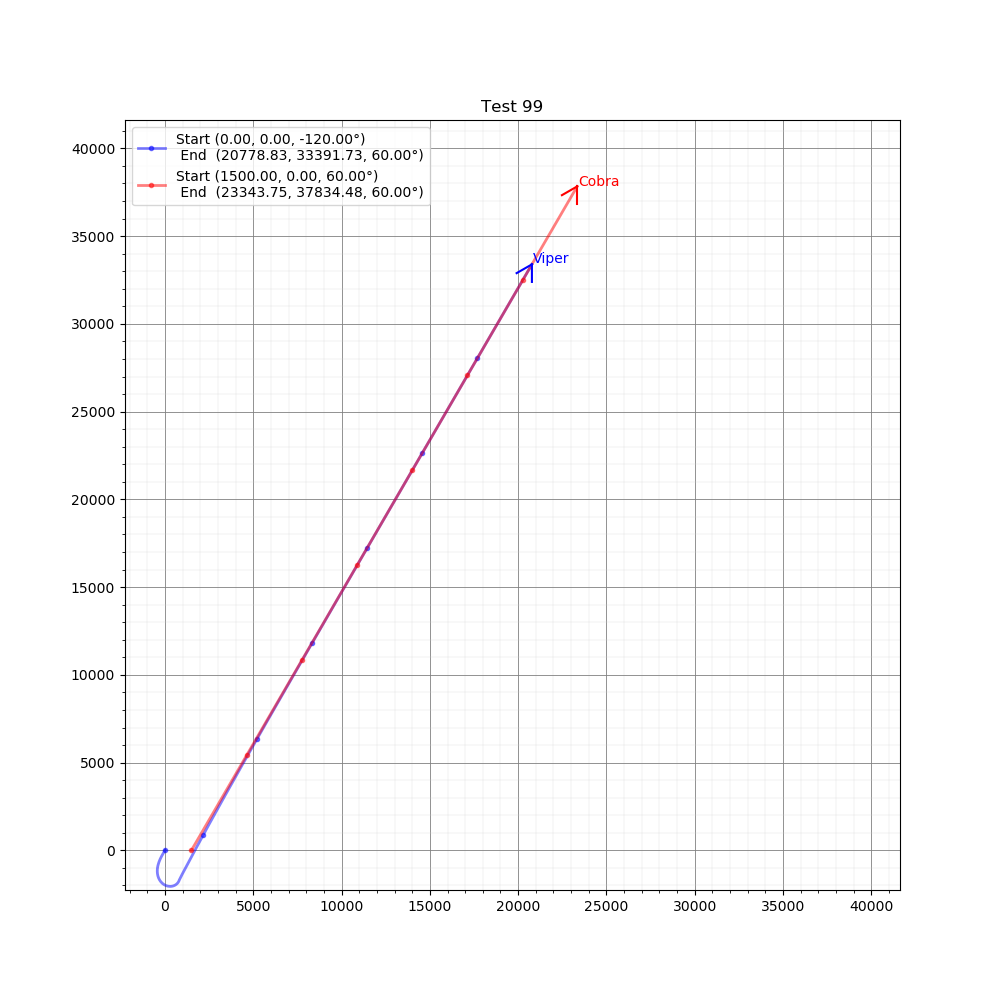 Test 99
Start (0.00, 0.00, -120.00°)
End (20778.83, 33391.73, 60.00°)
Start (1500.00, 0.00, 60.00°)
End (23343.75, 37834.48, 60.00°)
Cobra
Viper
40000
35000
30000
25000
20000
15000
10000
5000
0
0 5000 10000 15000 20000 25000 30000 35000 40000